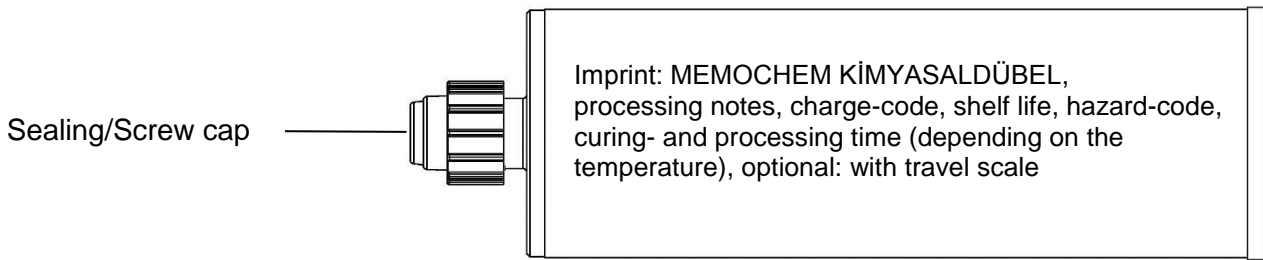 Sealing/Screw cap
Imprint: MEMOCHEM KİMYASALDÜBEL,
processing notes, charge-code, shelf life, hazard-code,
curing- and processing time (depending on the
temperature), optional: with travel scale